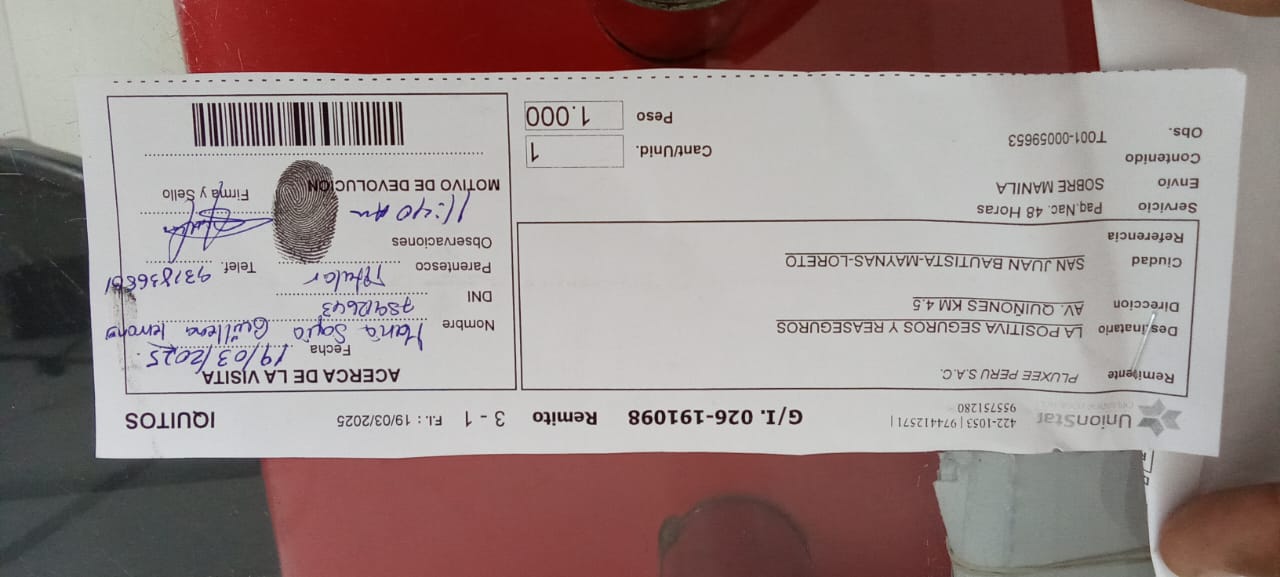 UnionStar
422-1053 | 974412571 |
955751280
G/I. 026-191098 Remito 3 - 1 F.I. : 19/03/2025 IQUITOS
Remitente PLUXEE PERU S.A.C.
Destinatario LA POSITIVA SEGUROS Y REASEGUROS
Direccion AV. QUIÑONES KM 4.5
Ciudad SAN JUAN BAUTISTA-MAYNAS-LORETO
Referencia
Servicio Paq.Nac. 48 Horas
Envio SOBRE MANILA
Contenido
Obs. T001-00059653
Cant/Unid. 1
Peso 1.000
ACERCA DE LA VISITA
Fecha 19/03/2025.
Nombre María Sofía
DNI
Parentesco titular Telef.
Observaciones
11:40 am
Firma y Sello
MOTIVO DE DEVOLUCION